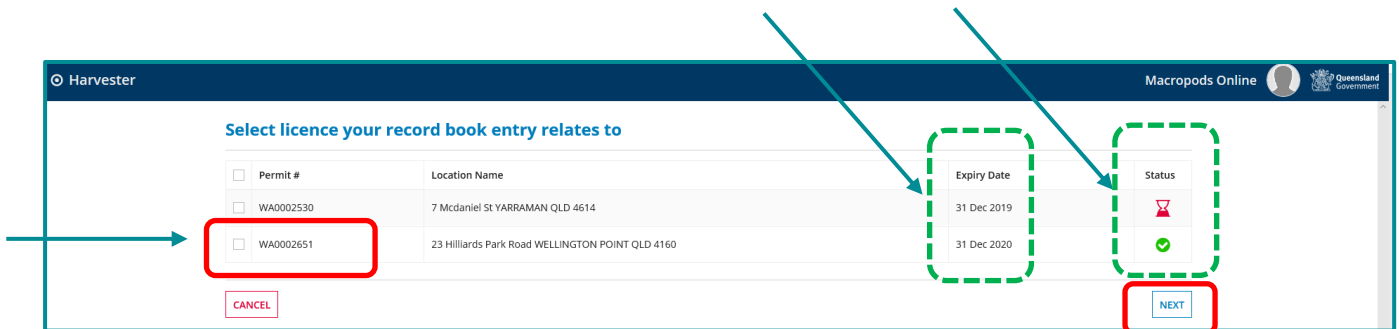 Harvester
Macropods Online
Queensland
Government
Select licence your record book entry relates to
Permit # Location Name Expiry Date Status
WA0002530 7 Mcdaniel St YARRAMAN QLD 4614 31 Dec 2019
WA0002651 23 Hilliards Park Road WELLINGTON POINT QLD 4160 31 Dec 2020
CANCEL NEXT